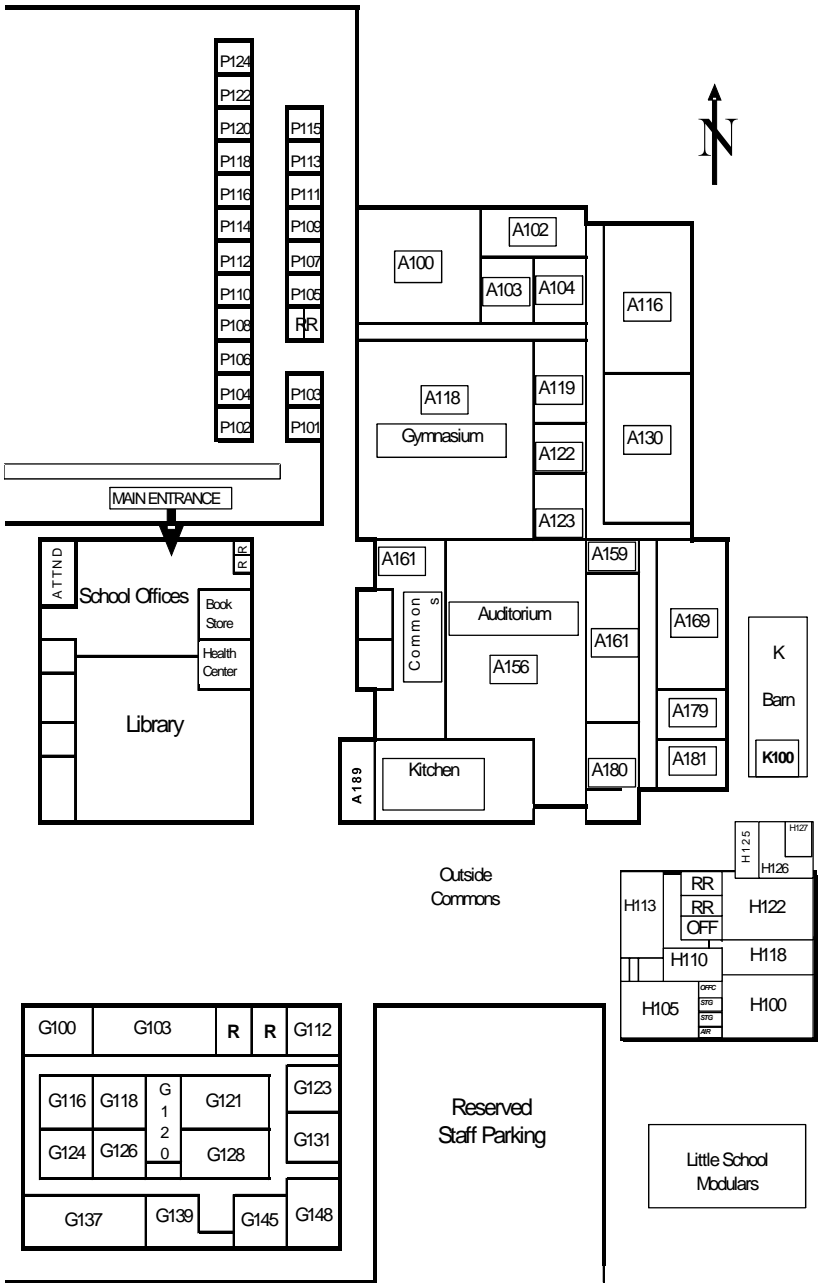 P124
P122
P120
P118
P116
P114
P112
P110
P108
P106
P104
P102
P115
P113
P111
P109
P107
P105
RR
P103
P101
N
A100
A102
A103
A104
A116
A118
Gymnasium
A119
A122
A123
A130
MAIN ENTRANCE
ATTND
School Offices
R R
Book
Store
Health
Center
Library
A161
Commons
Auditorium
A156
A159
A161
A169
A179
A180
A181
A189
Kitchen
K
Barn
K100
Outside
Commons
H125
H127
H126
H113
RR
RR
OFF
H122
H110
H118
H105
OFFC
STG
STG
AIR
H100
G100
G103
R
R
G112
G116
G118
G120
G121
G123
G124
G126
G128
G131
G137
G139
G145
G148
Reserved
Staff Parking
Little School
Modulars